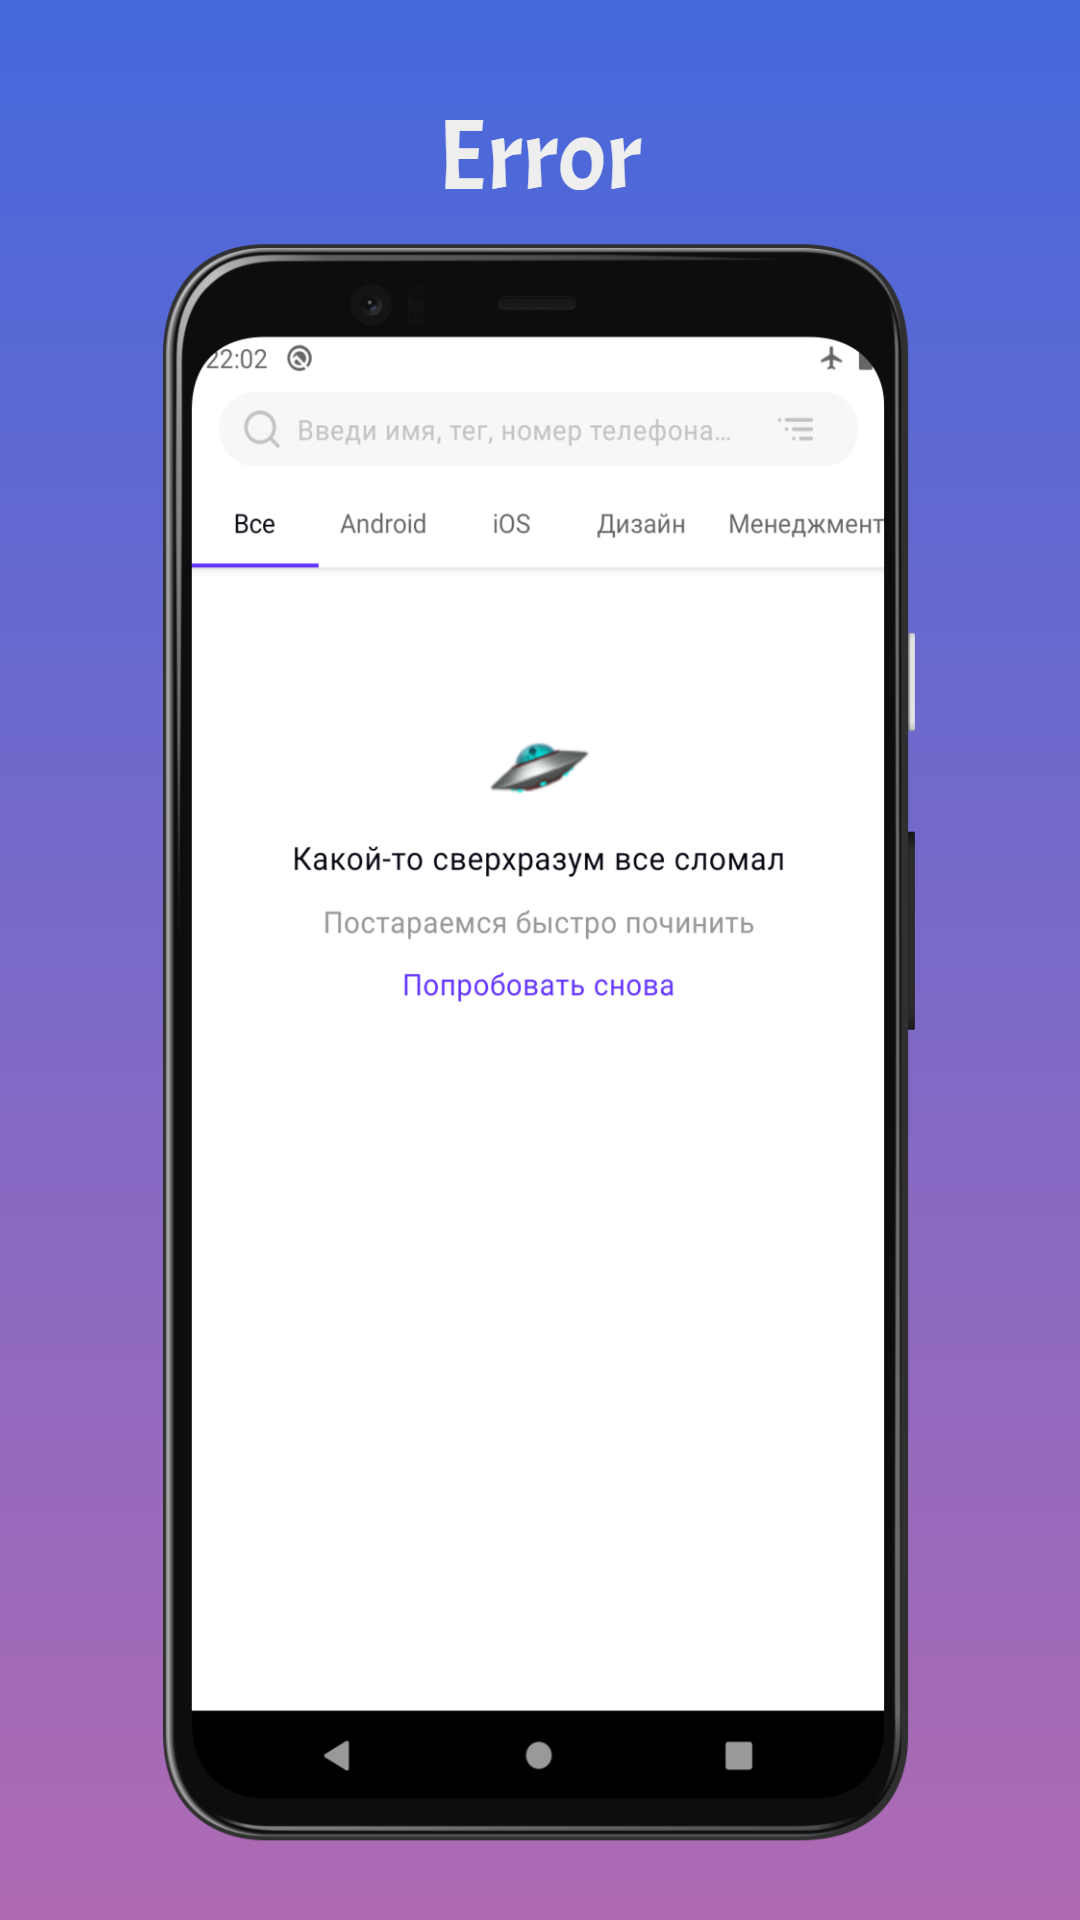 Error
22:02
Введи имя, тег, номер телефона...
Все Android iOS Дизайн Менеджмент
Какой-то сверхразум все сломал
Постараемся быстро починить
Попробовать снова